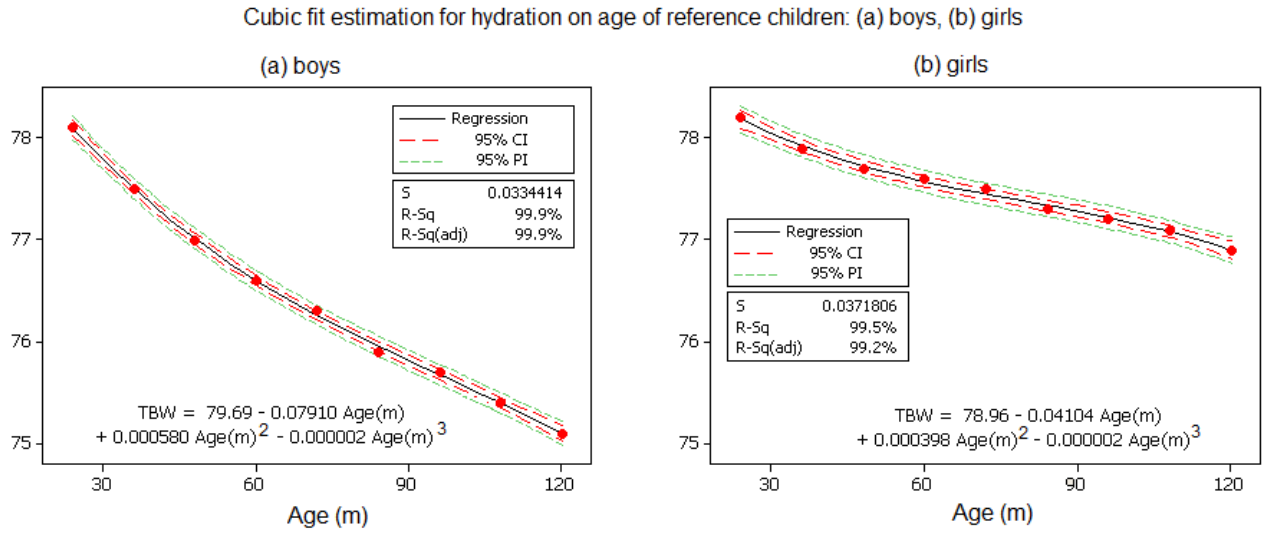 Cubic fit estimation for hydration on age of reference children: (a) boys, (b) girls
(a) boys
78
77
76
75
30
60
90
120
Age (m)
Regression
95% CI
95% PI
S 0.0334414
R-Sq 99.9%
R-Sq(adj) 99.9%
TBW = 79.69 - 0.07910 Age(m)
+ 0.000580 Age(m)2 - 0.000002 Age(m)3
(b) girls
78
77
76
75
30
60
90
120
Age (m)
Regression
95% CI
95% PI
S 0.0371806
R-Sq 99.5%
R-Sq(adj) 99.2%
TBW = 78.96 - 0.04104 Age(m)
+ 0.000398 Age(m)2 - 0.000002 Age(m)3